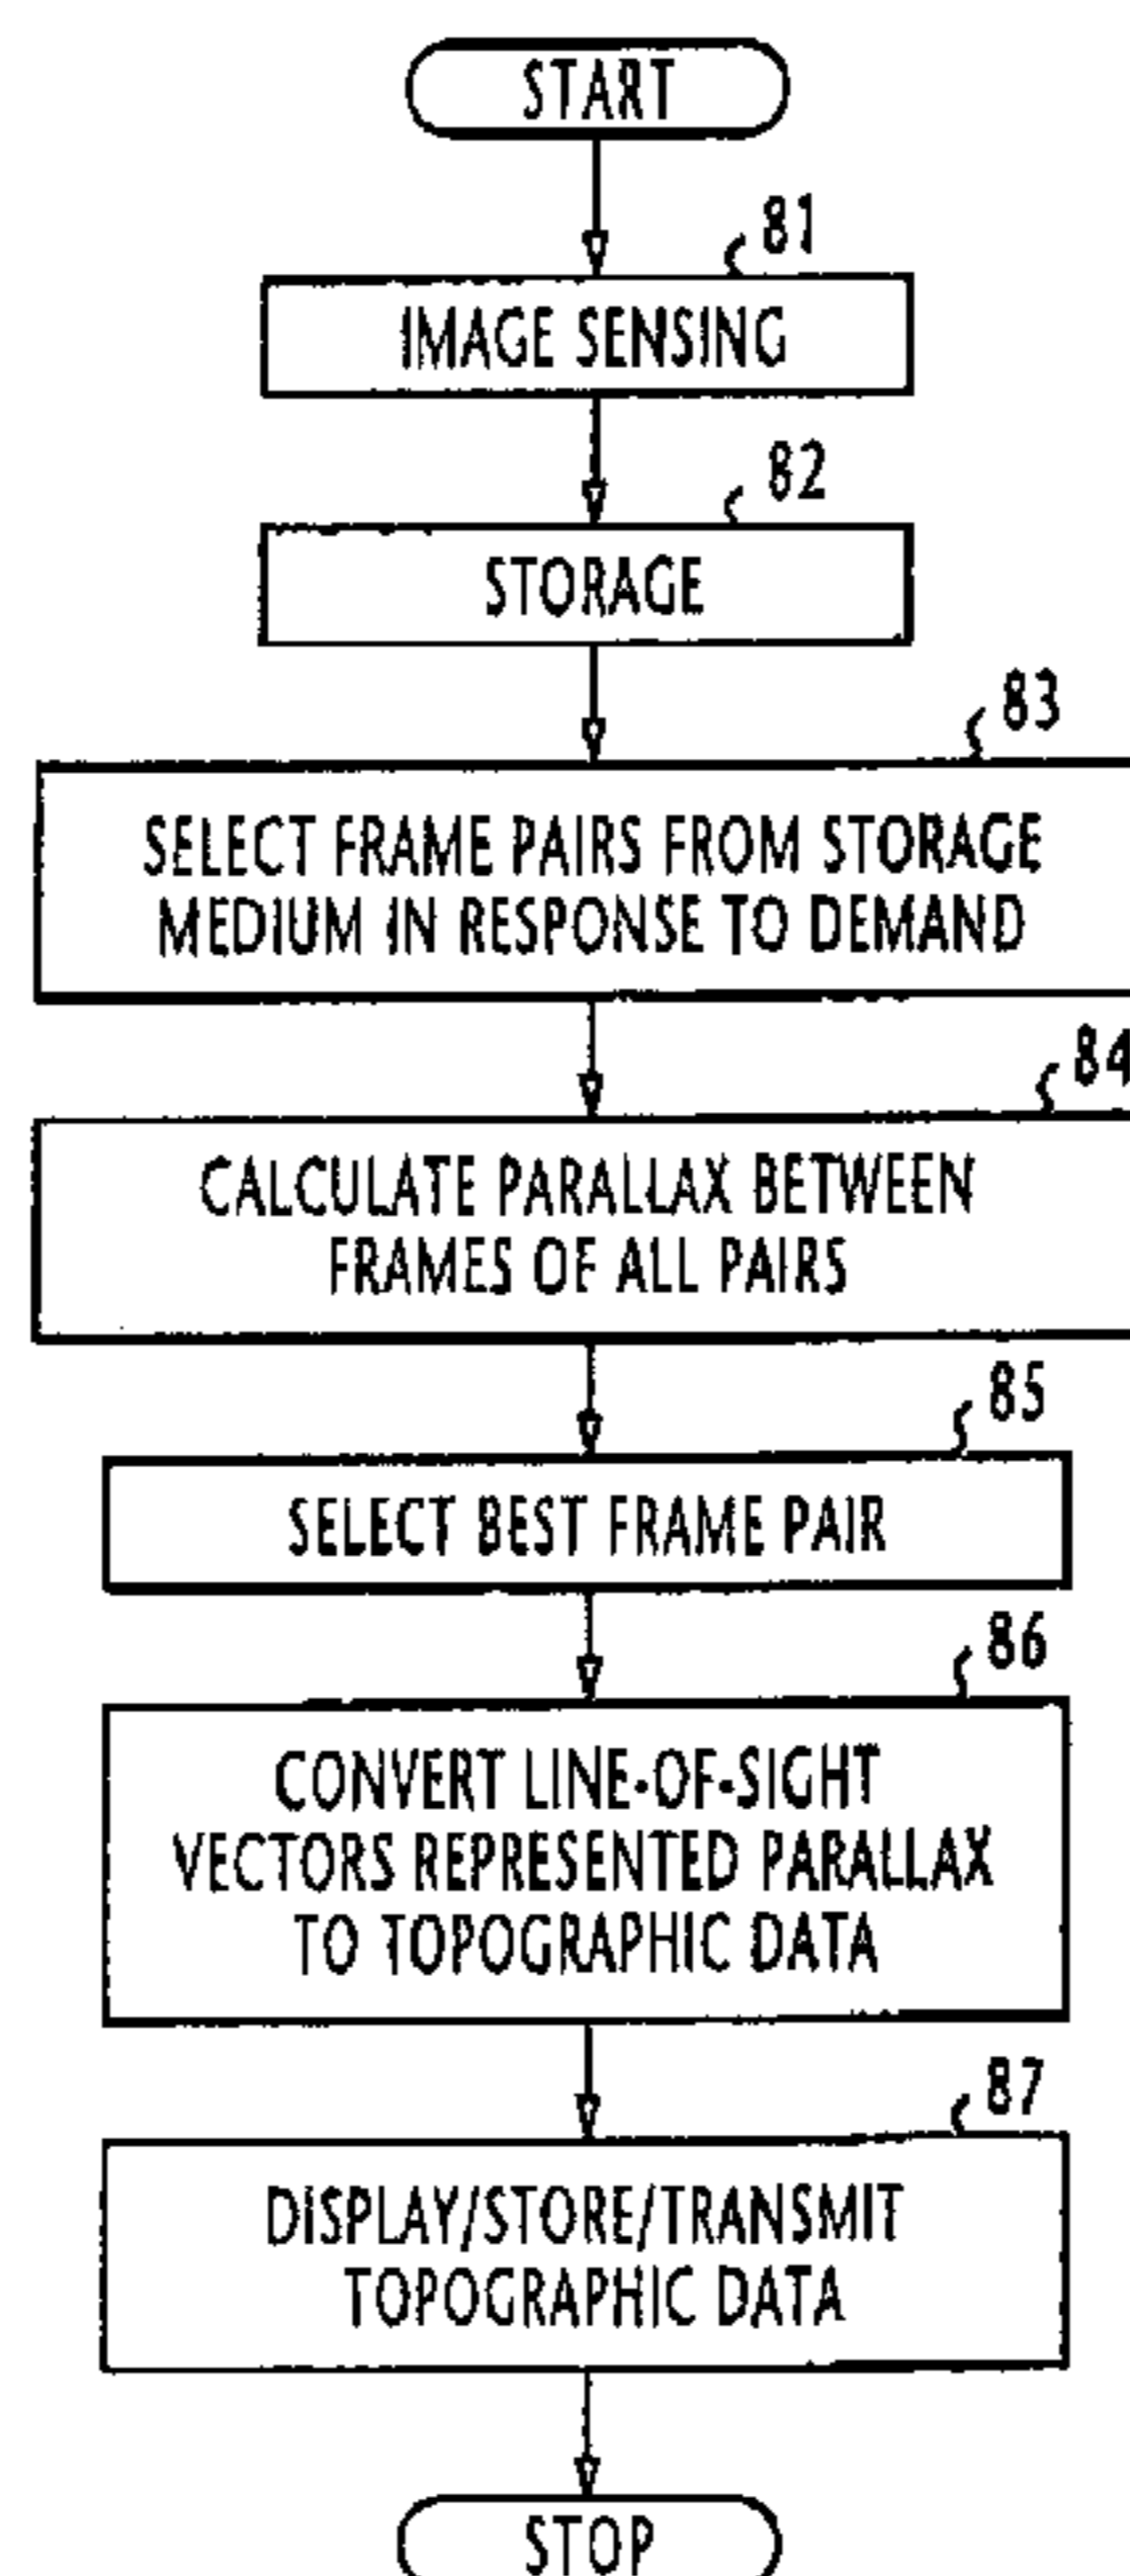 START
81
IMAGE SENSING
82
STORAGE
83
SELECT FRAME PAIRS FROM STORAGE
MEDIUM IN RESPONSE TO DEMAND
84
CALCULATE PARALLAX BETWEEN
FRAMES OF ALL PAIRS
85
SELECT BEST FRAME PAIR
86
CONVERT LINE-OF-SIGHT
VECTORS REPRESENTED PARALLAX
TO TOPOGRAPHIC DATA
87
DISPLAY/STORE/TRANSMIT
TOPOGRAPHIC DATA
STOP